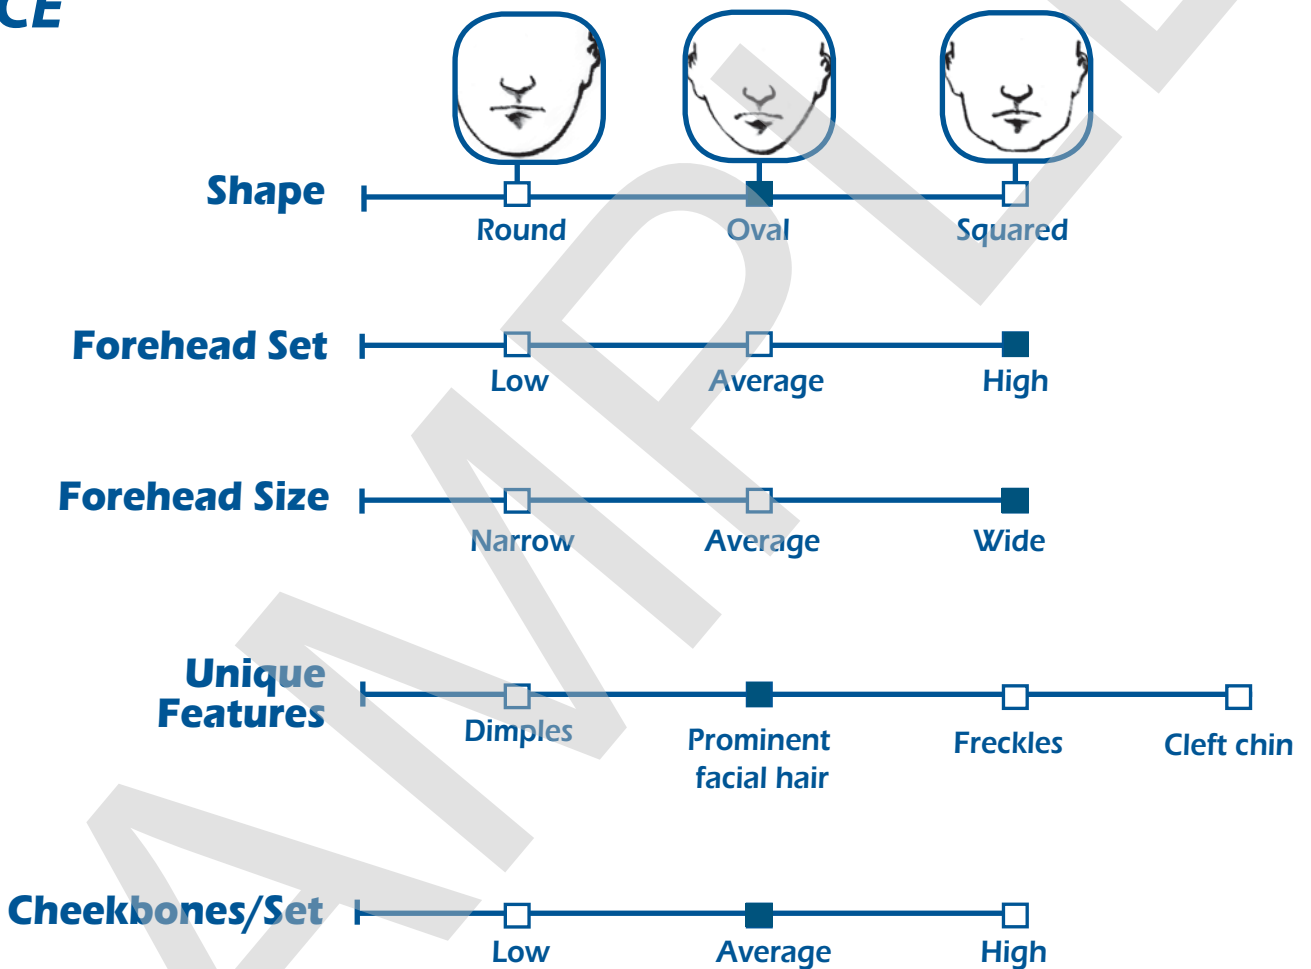 CE
Shape
Round Oval Squared
Forehead Set
Low Average High
Forehead Size
Narrow Average Wide
Unique
Features
Dimples Prominent
facial hair Freckles Cleft chin
Cheekbones/Set
Low Average High
AMPL